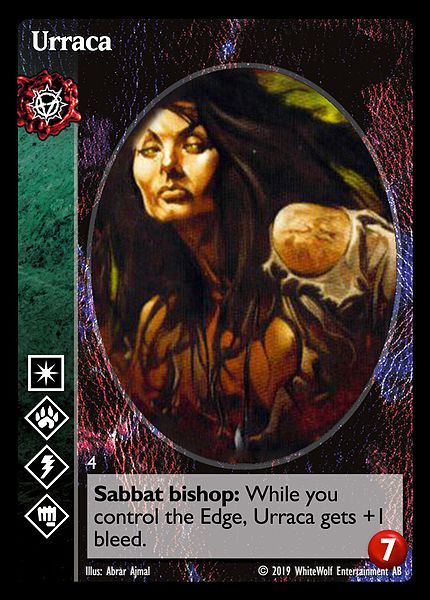 Urraca
4
Sabbat bishop: While you
control the Edge, Urraca gets +1
bleed.
7
Illus: Abrar Ajmal © 2019 WhiteWolf Entertainment AB